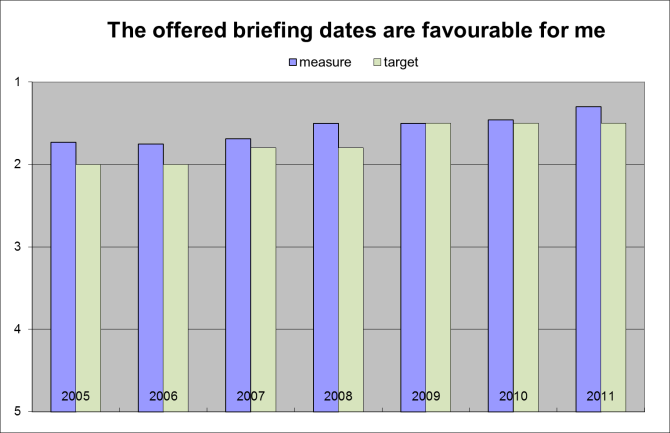 The offered briefing dates are favourable for me
measure target
1
2
3
4
5
2005 2006 2007 2008 2009 2010 2011